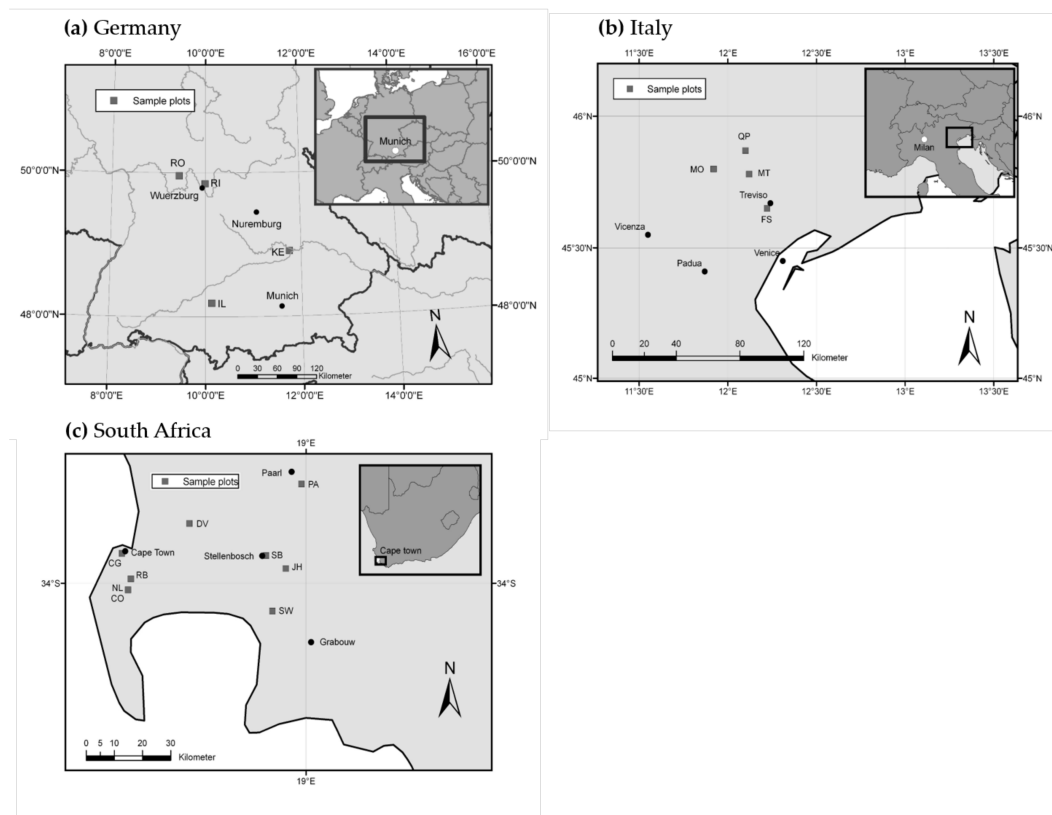 (a) Germany
8°0'0"E 10°0'0"E 12°0'0"E 14°0'0"E 16°0'0"E
Sample plots
Munich
50°0'0"N
50°0'0"N
RO
RI
Wuerzburg
Nuremburg
KE
Munich
IL
48°0'0"N
48°0'0"N
N
0 30 60 90 120
Kilometer
8°0'0"E 10°0'0"E 12°0'0"E 14°0'0"E
(b) Italy
11°30'E 12°E 12°30'E 13°E 13°30'E
Sample plots
Milan
46°N
46°N
QP
MO
MT
Treviso
FS
Vicenza
45°30'N
45°30'N
Venice
Padua
N
0 20 40 80 120
Kilometer
45°N
45°N
11°30'E 12°E 12°30'E 13°E 13°30'E
(c) South Africa
19°E
Sample plots
Paarl
PA
DV
Cape town
Cape Town
CG
Stellenbosch
SB
JH
RB
34°S
34°S
NL
CO
SW
Grabouw
N
0 5 10 20 30
Kilometer
19°E